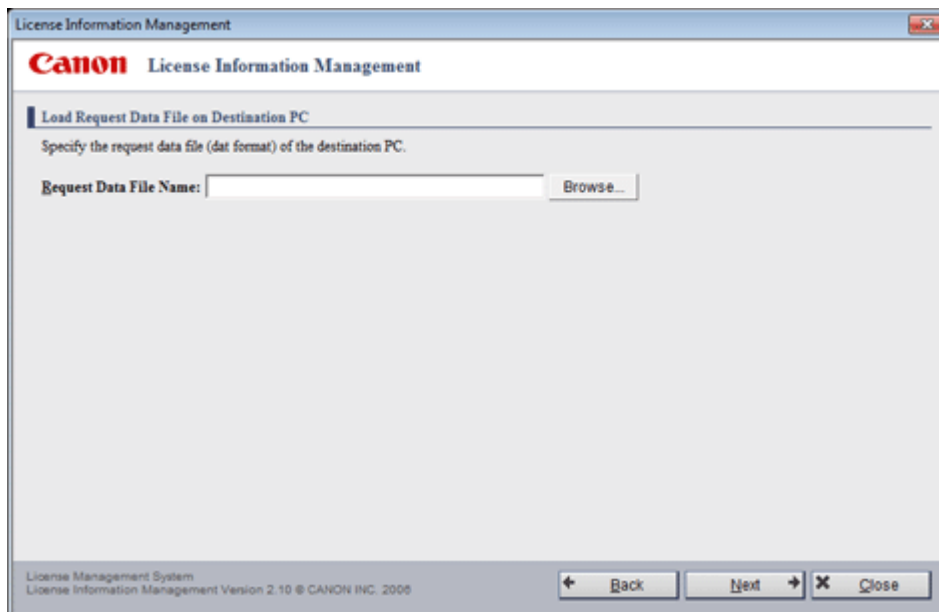 License Information Management
Canon License Information Management
Load Request Data File on Destination PC
Specify the request data file (dat format) of the destination PC.
Request Data File Name: Browse...
License Management System
License Information Management Version 2.10 © CANON INC. 2006
Back Next Close